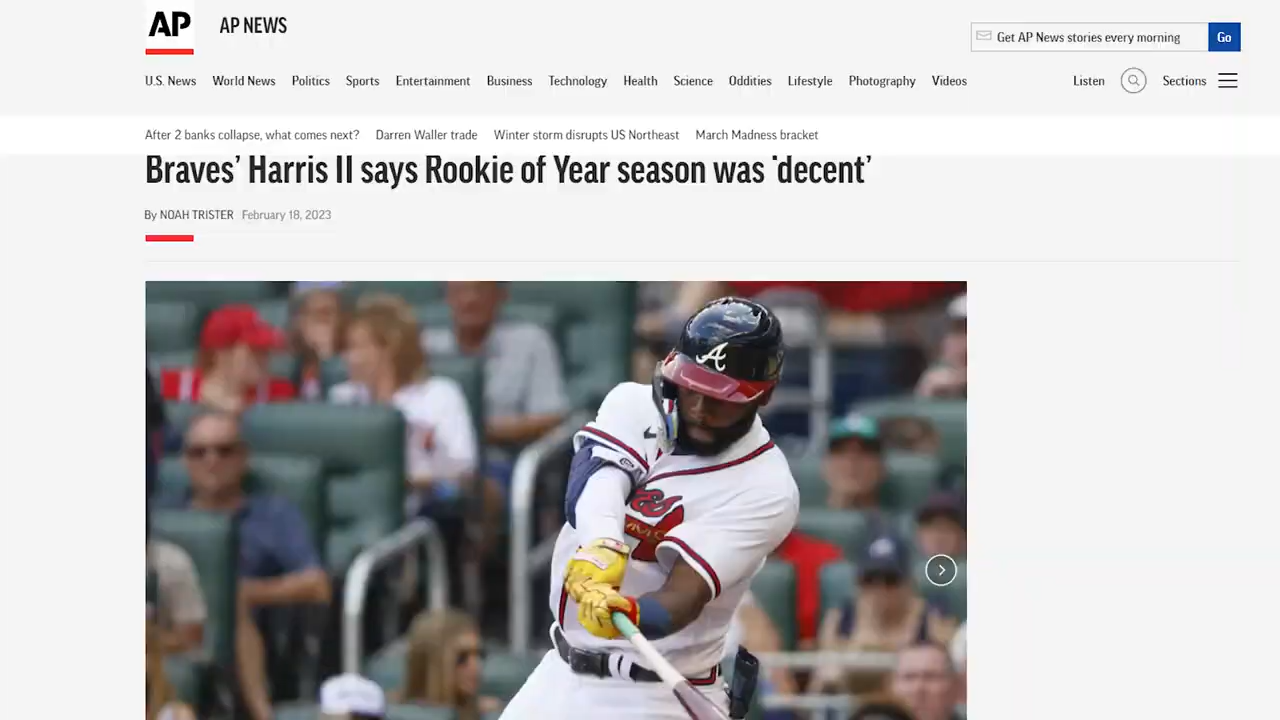 AP
AP NEWS
Get AP News stories every morning
Go
U.S. News World News Politics Sports Entertainment Business Technology Health Science Oddities Lifestyle Photography Videos
Listen Sections
After 2 banks collapse, what comes next? Darren Waller trade Winter storm disrupts US Northeast March Madness bracket
Braves’ Harris II says Rookie of Year season was ‘decent’
By NOAH TRISTER February 18, 2023
A